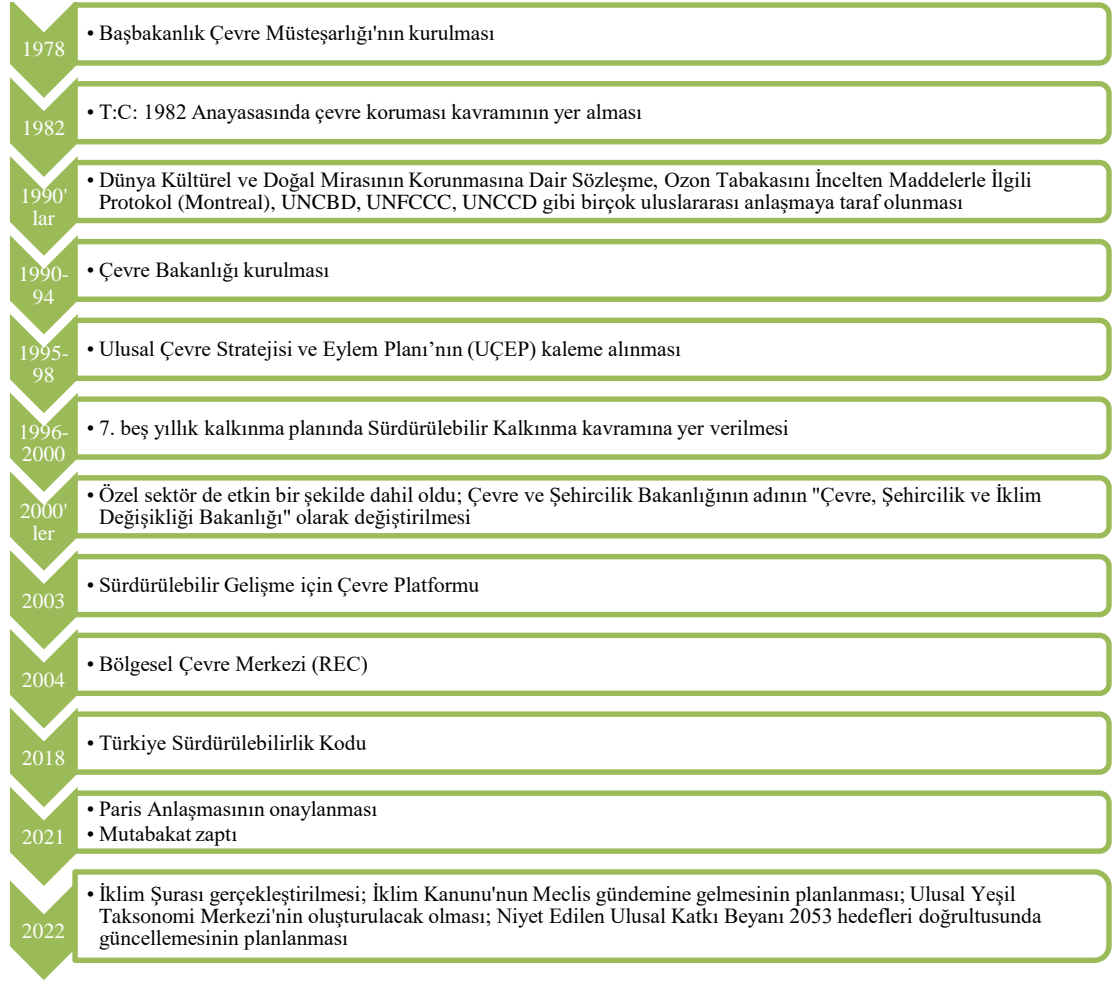 1978
• Başbakanlık Çevre Müsteşarlığı'nın kurulması
1982
• T:C: 1982 Anayasasında çevre koruması kavramının yer alması
1990'
lar
• Dünya Kültürel ve Doğal Mirasının Korunmasına Dair Sözleşme, Ozon Tabakasını İncelten Maddelerle İlgili
Protokol (Montreal), UNCBD, UNFCCC, UNCCD gibi birçok uluslararası anlaşmaya taraf olunması
1990-
94
• Çevre Bakanlığı kurulması
1995-
98
• Ulusal Çevre Stratejisi ve Eylem Planı’nın (UÇEP) kaleme alınması
1996-
2000
• 7. beş yıllık kalkınma planında Sürdürülebilir Kalkınma kavramına yer verilmesi
2000'
ler
• Özel sektör de etkin bir şekilde dahil oldu; Çevre ve Şehircilik Bakanlığının adının "Çevre, Şehircilik ve İklim
Değişikliği Bakanlığı" olarak değiştirilmesi
2003
• Sürdürülebilir Gelişme için Çevre Platformu
2004
• Bölgesel Çevre Merkezi (REC)
2018
• Türkiye Sürdürülebilirlik Kodu
2021
• Paris Anlaşmasının onaylanması
• Mutabakat zaptı
2022
• İklim Şurası gerçekleştirilmesi; İklim Kanunu'nun Meclis gündemine gelmesinin planlanması; Ulusal Yeşil
Taksonomi Merkezi'nin oluşturulacak olması; Niyet Edilen Ulusal Katkı Beyanı 2053 hedefleri doğrultusunda
güncellemesinin planlanması